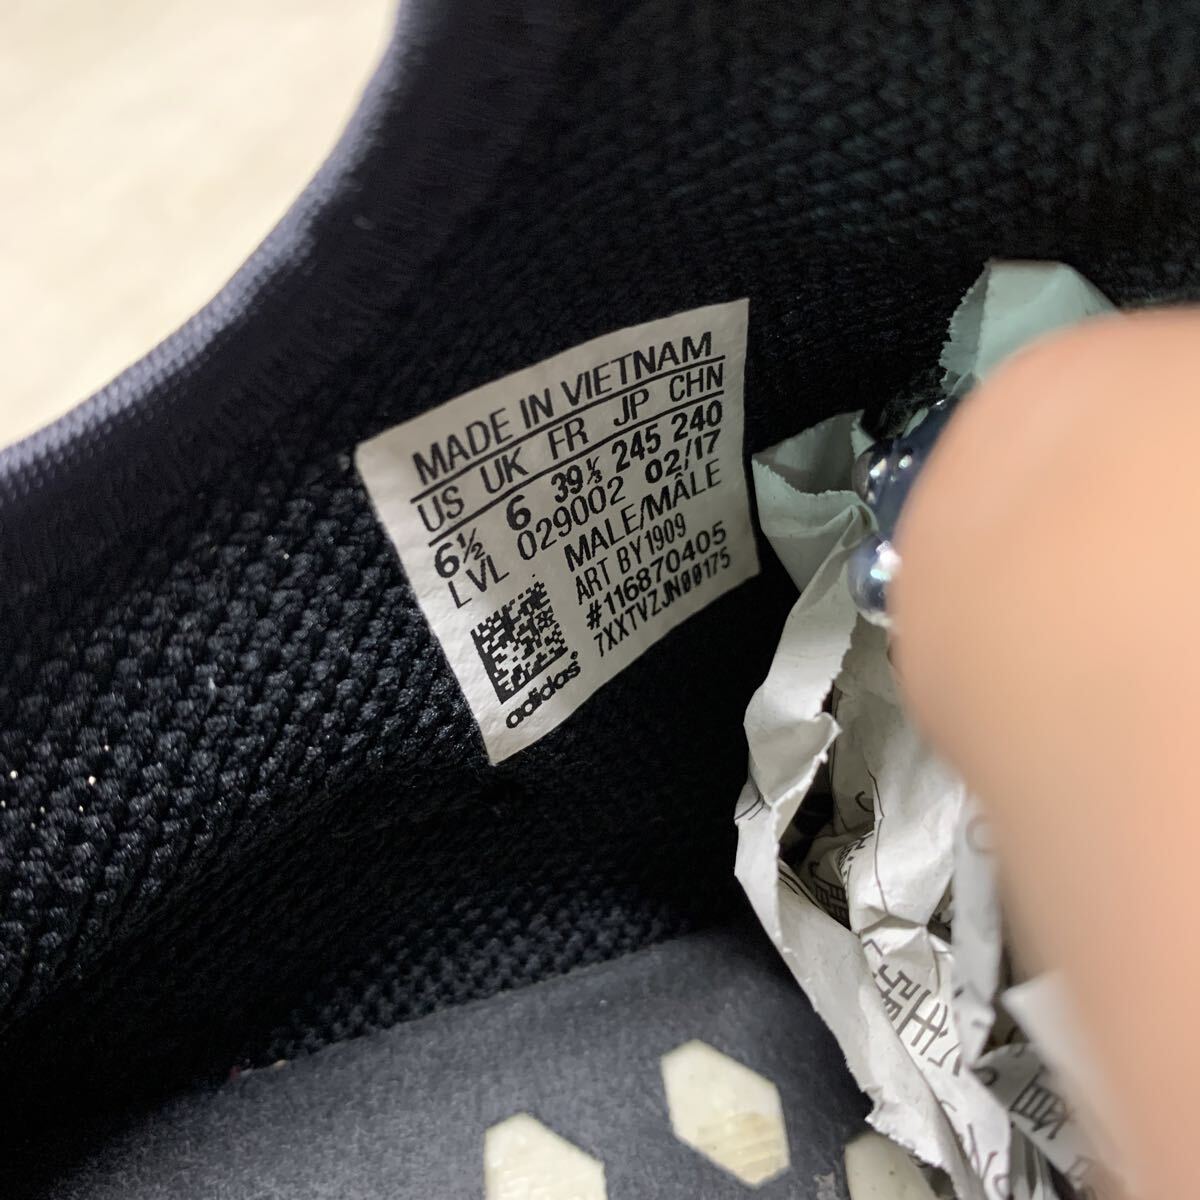 MADE IN VIETNAM
US UK FR JP CHN
6½ 6 39⅓ 245 240
LVL 029002 02/17
MALE/MÂLE
ART BY1909
#116870405
7XXTVZJN00175
adidas®